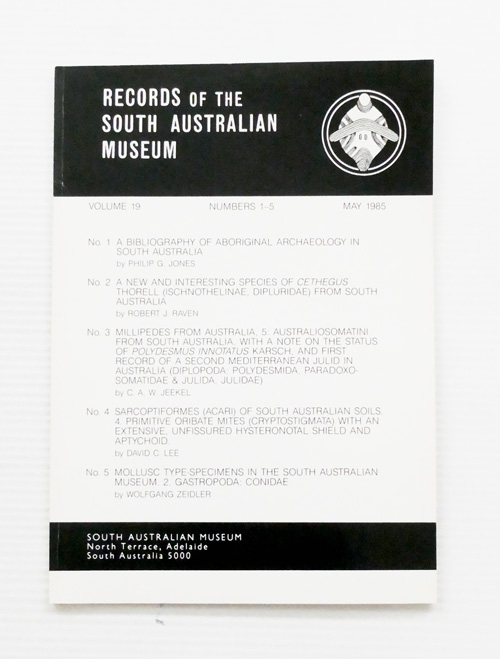 RECORDS OF THE
SOUTH AUSTRALIAN
MUSEUM
VOLUME 19 NUMBERS 1-5 MAY 1985
No. 1 A BIBLIOGRAPHY OF ABORIGINAL ARCHAEOLOGY IN
SOUTH AUSTRALIA
by PHILIP G. JONES
No. 2 A NEW AND INTERESTING SPECIES OF CETHEGUS
THORELL (ISCHNOTHELINAE, DIPLURIDAE) FROM SOUTH
AUSTRALIA
by ROBERT J. RAVEN
No. 3 MILLIPEDES FROM AUSTRALIA, 5: AUSTRALIOSOMATINI
FROM SOUTH AUSTRALIA, WITH A NOTE ON THE STATUS
OF POLYDESMUS INNOTATUS KARSCH, AND FIRST
RECORD OF A SECOND MEDITERRANEAN JULID IN
AUSTRALIA (DIPLOPODA, POLYDESMIDA, PARADOXO-
SOMATIDAE & JULIDA, JULIDAE)
by C. A. W. JEEKEL
No. 4 SARCOPTIFORMES (ACARI) OF SOUTH AUSTRALIAN SOILS.
4. PRIMITIVE ORIBATE MITES (CRYPTOSTIGMATA) WITH AN
EXTENSIVE, UNFISSURED HYSTERONOTAL SHIELD AND
APTYCHOID
by DAVID C. LEE
No. 5 MOLLUSC TYPE-SPECIMENS IN THE SOUTH AUSTRALIAN
MUSEUM. 2. GASTROPODA: CONIDAE
by WOLFGANG ZEIDLER
SOUTH AUSTRALIAN MUSEUM
North Terrace, Adelaide
South Australia 5000